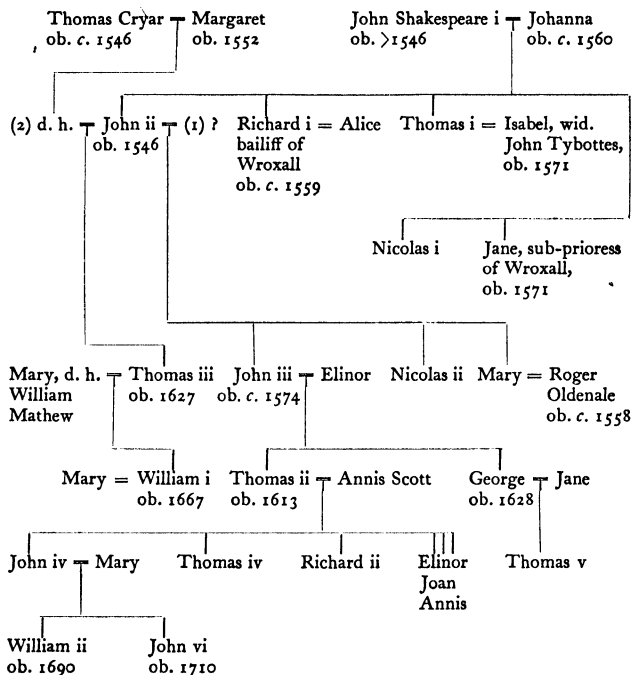 Thomas Cryar Margaret John Shakespeare i Johanna
ob. c. 1546 ob. 1552 ob. >1546 ob. c. 1560
(2) d. h. John ii (1) ? Richard i = Alice Thomas i = Isabel, wid.
ob. 1546 bailiff of John Tybottes,
Wroxall ob. 1571
ob. c. 1559
Nicolas i Jane, sub-prioress
of Wroxall,
ob. 1571
Mary, d. h. Thomas iii John iii Elinor Nicolas ii Mary = Roger
William ob. 1627 ob. c. 1574 Oldenale
Mathew ob. c. 1558
Mary = William i Thomas ii Annis Scott George Jane
ob. 1667 ob. 1613 ob. 1628
John iv Mary Thomas iv Richard ii Elinor Thomas v
Joan
Annis
William ii John vi
ob. 1690 ob. 1710